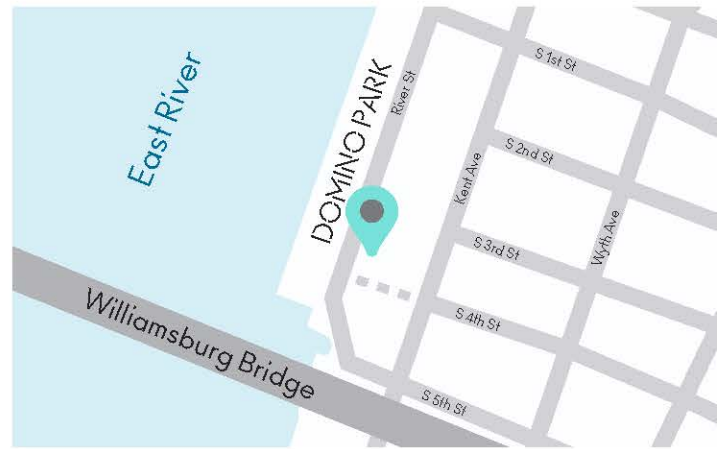 East River
DOMINO PARK
River St
S 1st St
S 2nd St
Kent Ave
Wyth Ave
S 3rd St
S 4th St
Williamsburg Bridge
S 5th St